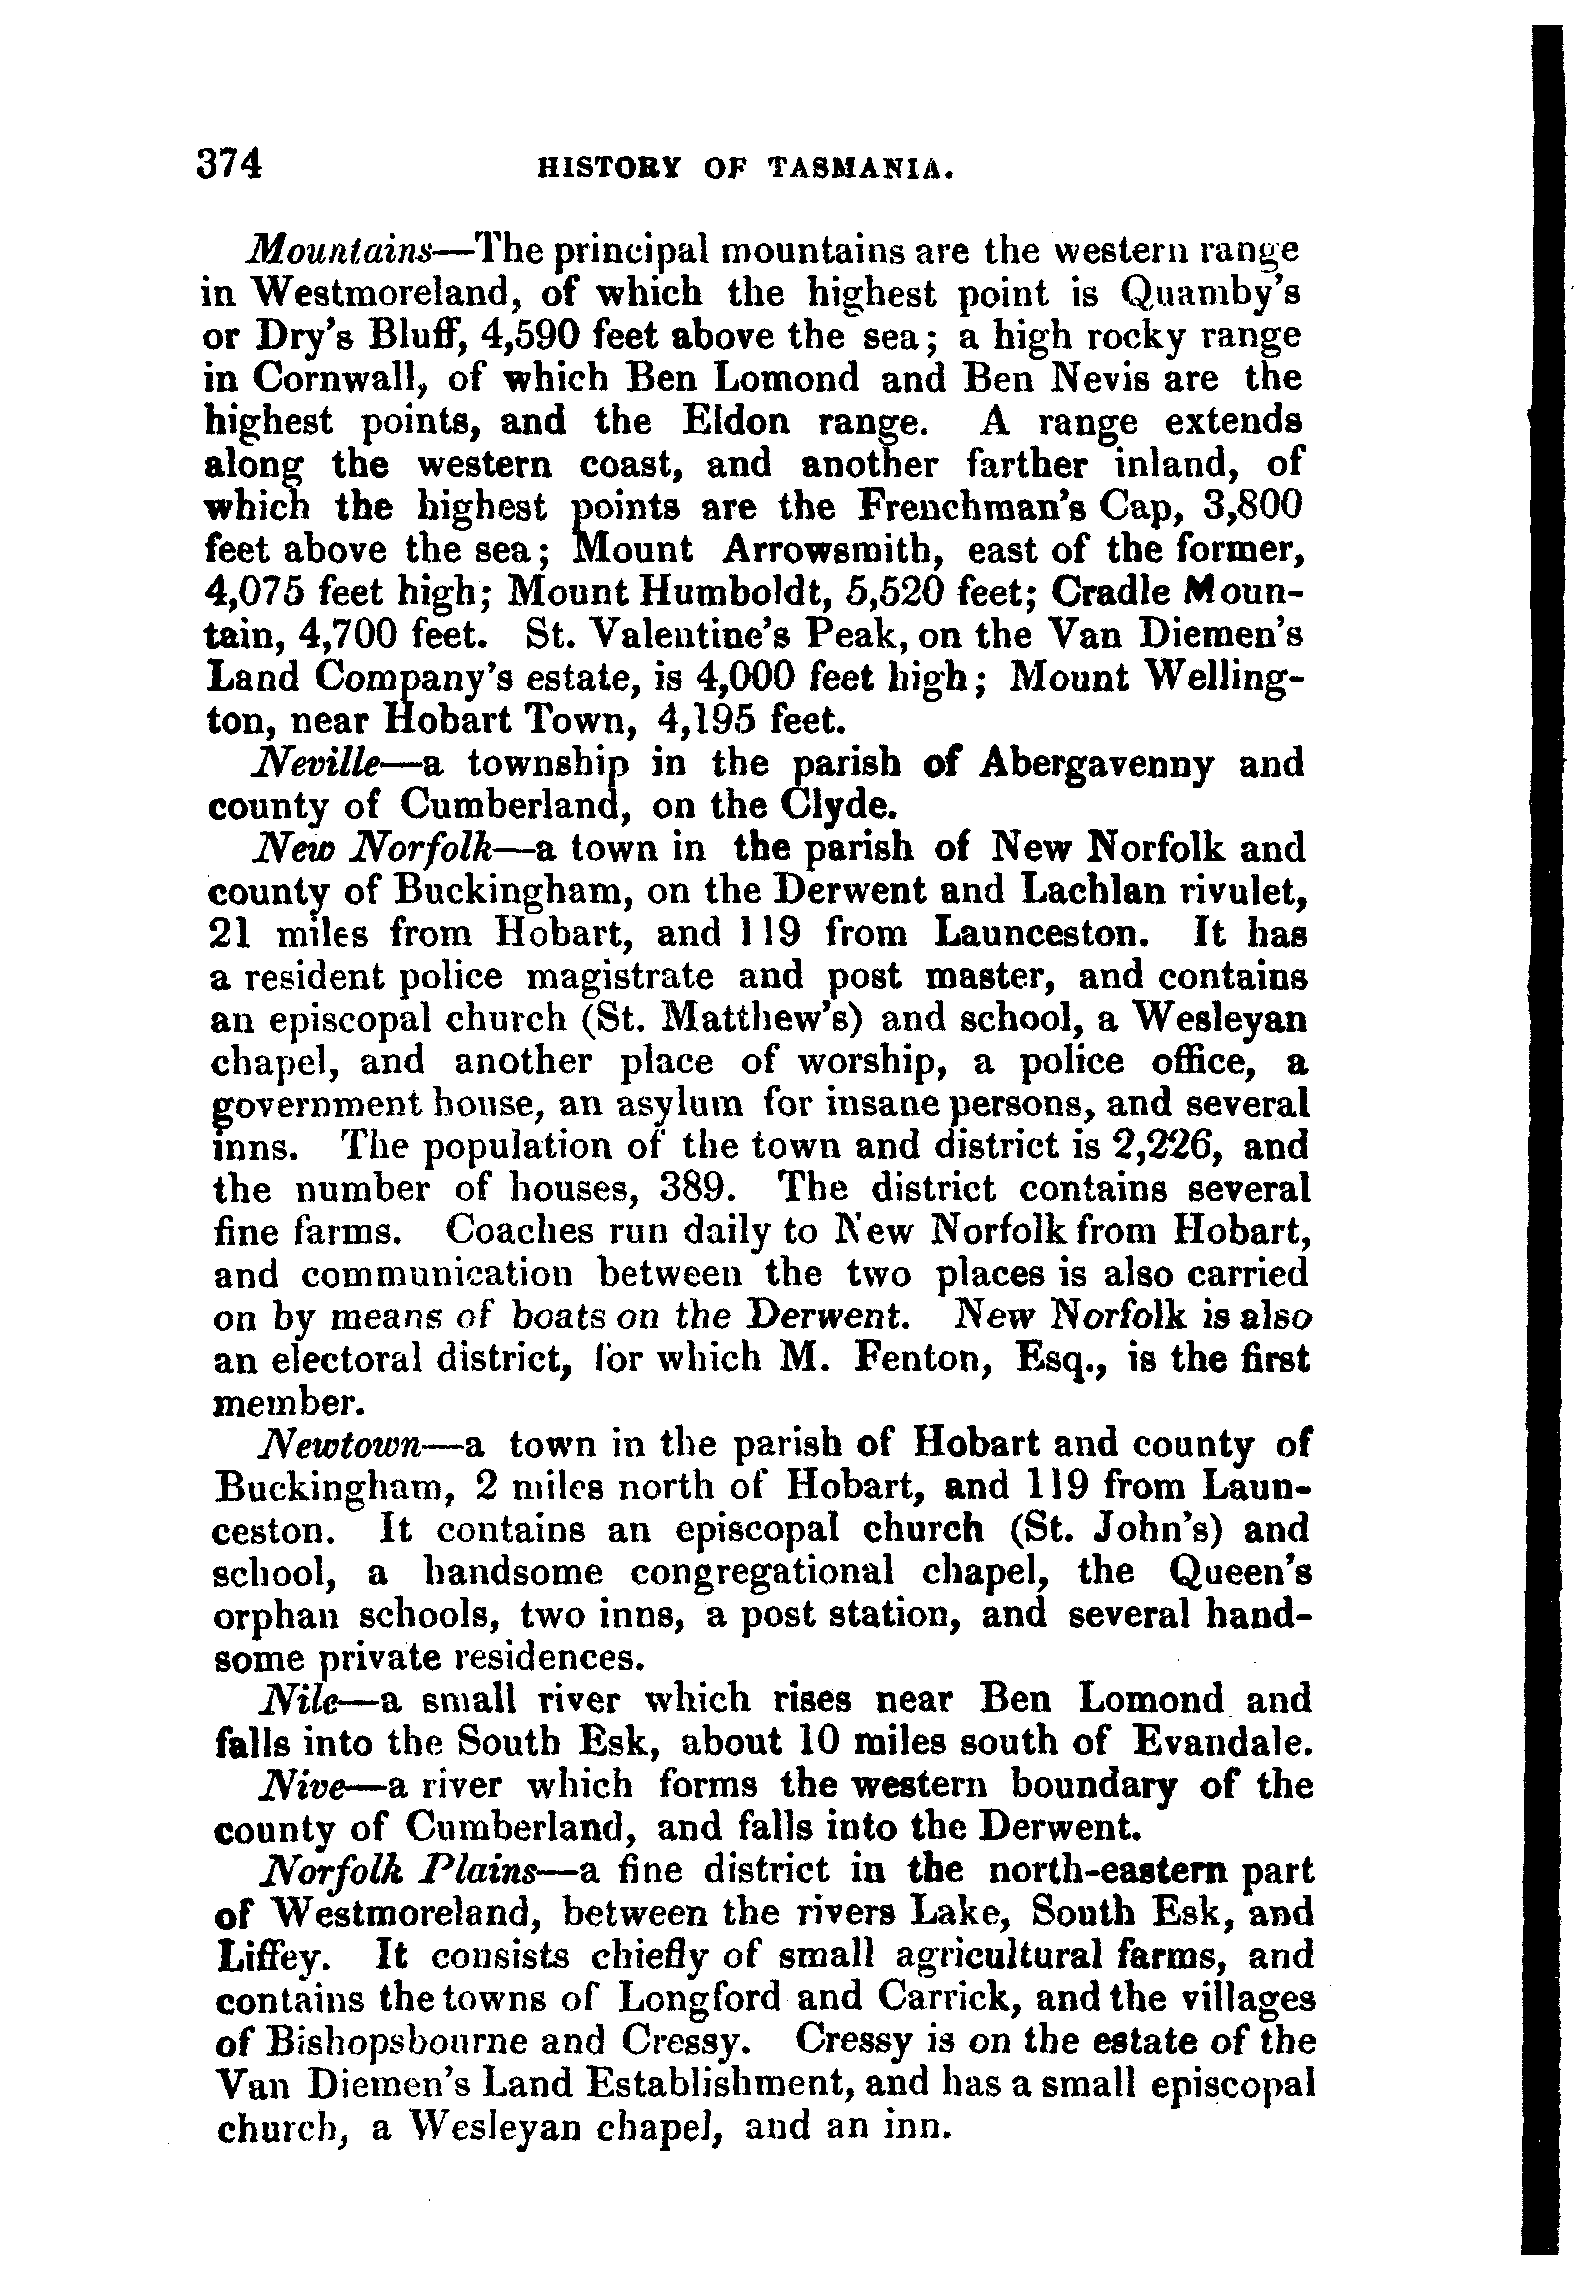 374 HISTORY OF TASMANIA.
Mountains—The principal mountains are the western range
in Westmoreland, of which the highest point is Quamby's
or Dry's Bluff, 4,590 feet above the sea; a high rocky range
in Cornwall, of which Ben Lomond and Ben Nevis are the
highest points, and the Eldon range. A range extends
along the western coast, and another farther inland, of
which the highest points are the Frenchman's Cap, 3,800
feet above the sea; Mount Arrowsmith, east of the former,
4,075 feet high; Mount Humboldt, 5,520 feet; Cradle Moun-
tain, 4,700 feet. St. Valentine's Peak, on the Van Diemen's
Land Company's estate, is 4,000 feet high; Mount Welling-
ton, near Hobart Town, 4,195 feet.
Neville—a township in the parish of Abergavenny and
county of Cumberland, on the Clyde.
New Norfolk—a town in the parish of New Norfolk and
county of Buckingham, on the Derwent and Lachlan rivulet,
21 miles from Hobart, and 119 from Launceston. It has
a resident police magistrate and post master, and contains
an episcopal church (St. Matthew's) and school, a Wesleyan
chapel, and another place of worship, a police office, a
government house, an asylum for insane persons, and several
inns. The population of the town and district is 2,226, and
the number of houses, 389. The district contains several
fine farms. Coaches run daily to New Norfolk from Hobart,
and communication between the two places is also carried
on by means of boats on the Derwent. New Norfolk is also
an electoral district, for which M. Fenton, Esq., is the first
member.
Newtown—a town in the parish of Hobart and county of
Buckingham, 2 miles north of Hobart, and 119 from Laun-
ceston. It contains an episcopal church (St. John's) and
school, a handsome congregational chapel, the Queen's
orphan schools, two inns, a post station, and several hand-
some private residences.
Nile—a small river which rises near Ben Lomond and
falls into the South Esk, about 10 miles south of Evandale.
Nive—a river which forms the western boundary of the
county of Cumberland, and falls into the Derwent.
Norfolk Plains—a fine district in the north-eastern part
of Westmoreland, between the rivers Lake, South Esk, and
Liffey. It consists chiefly of small agricultural farms, and
contains the towns of Longford and Carrick, and the villages
of Bishopsbourne and Cressy. Cressy is on the estate of the
Van Diemen's Land Establishment, and has a small episcopal
church, a Wesleyan chapel, and an inn.